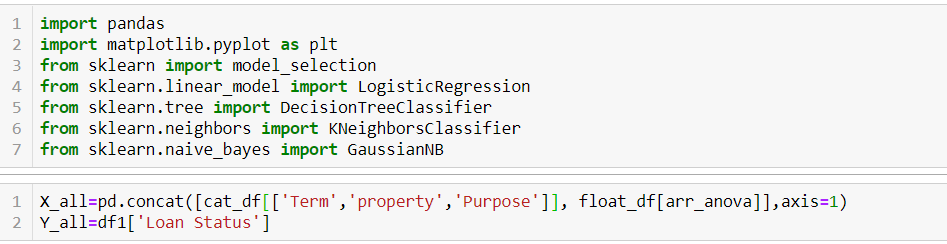 1 import pandas
2 import matplotlib.pyplot as plt
3 from sklearn import model_selection
4 from sklearn.linear_model import LogisticRegression
5 from sklearn.tree import DecisionTreeClassifier
6 from sklearn.neighbors import KNeighborsClassifier
7 from sklearn.naive_bayes import GaussianNB
1 X_all=pd.concat([cat_df[['Term','property','Purpose']], float_df[arr_anova]],axis=1)
2 Y_all=df1['Loan Status']